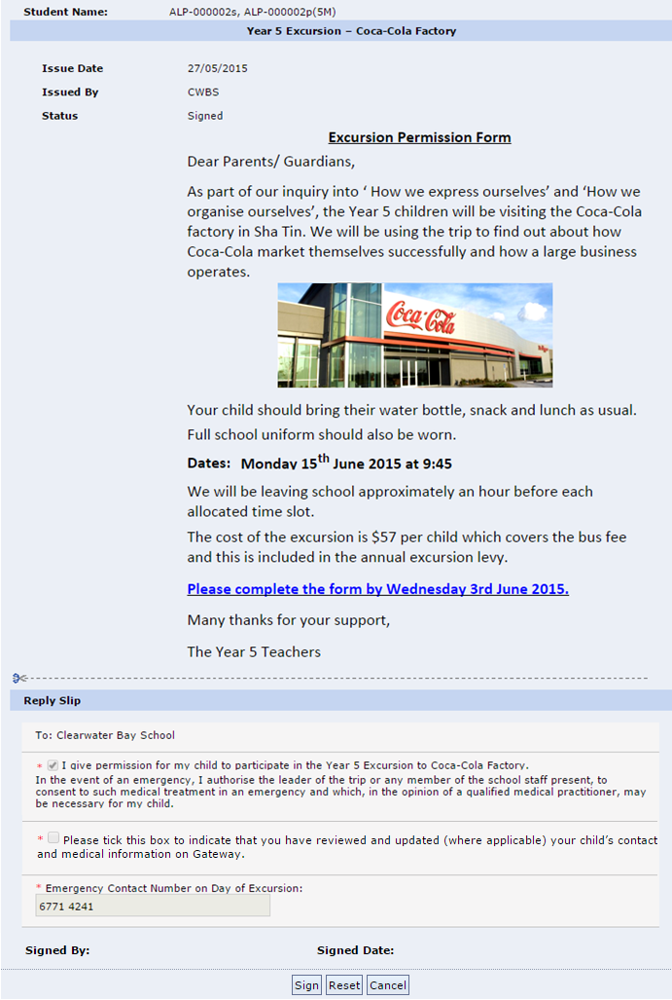 Student Name: ALP-000002s, ALP-000002p(5M)
Year 5 Excursion – Coca-Cola Factory
Issue Date 27/05/2015
Issued By CWBS
Status Signed
Excursion Permission Form
Dear Parents/ Guardians,
As part of our inquiry into ‘ How we express ourselves’ and ‘How we
organise ourselves’, the Year 5 children will be visiting the Coca-Cola
factory in Sha Tin. We will be using the trip to find out about how
Coca-Cola market themselves successfully and how a large business
operates.
Coca-Cola
Your child should bring their water bottle, snack and lunch as usual.
Full school uniform should also be worn.
Dates: Monday 15th June 2015 at 9:45
We will be leaving school approximately an hour before each
allocated time slot.
The cost of the excursion is $57 per child which covers the bus fee
and this is included in the annual excursion levy.
Please complete the form by Wednesday 3rd June 2015.
Many thanks for your support,
The Year 5 Teachers
Reply Slip
To: Clearwater Bay School
* I give permission for my child to participate in the Year 5 Excursion to Coca-Cola Factory.
In the event of an emergency, I authorise the leader of the trip or any member of the school staff present, to
consent to such medical treatment in an emergency and which, in the opinion of a qualified medical practitioner, may
be necessary for my child.
* Please tick this box to indicate that you have reviewed and updated (where applicable) your child's contact
and medical information on Gateway.
* Emergency Contact Number on Day of Excursion:
6771 4241
Signed By: Signed Date:
Sign Reset Cancel